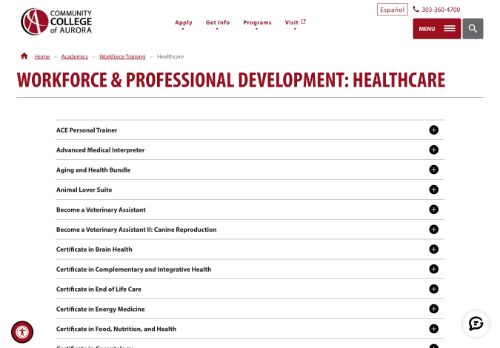 COMMUNITY
COLLEGE
of AURORA
Apply
Get Info
Programs
Visit
Español
303-360-4700
MENU
Home – Academics – Workforce Training – Healthcare
WORKFORCE & PROFESSIONAL DEVELOPMENT: HEALTHCARE
ACE Personal Trainer
Advanced Medical Interpreter
Aging and Health Bundle
Animal Lover Suite
Become a Veterinary Assistant
Become a Veterinary Assistant II: Canine Reproduction
Certificate in Brain Health
Certificate in Complementary and Integrative Health
Certificate in End of Life Care
Certificate in Energy Medicine
Certificate in Food, Nutrition, and Health
Certificate in Gerontology